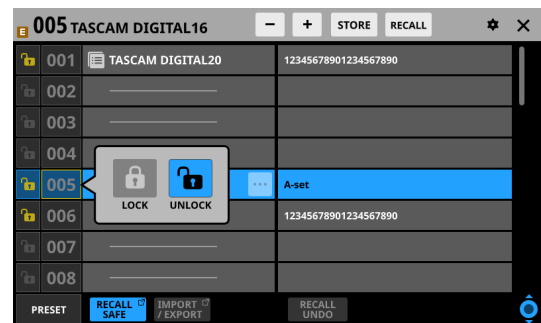 E 005 TASCAM DIGITAL16 - + STORE RECALL
001 TASCAM DIGITAL20 12345678901234567890
002
003
004
005 ... A-set
LOCK UNLOCK
006 12345678901234567890
007
008
PRESET RECALL SAFE IMPORT / EXPORT RECALL UNDO